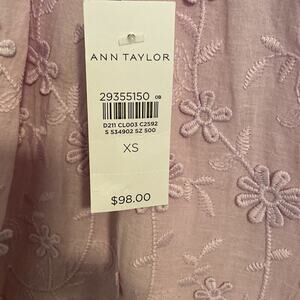 ANN TAYLOR
29355150 08
D211 CL003 C2592
S 534902 SZ 500
XS
$98.00